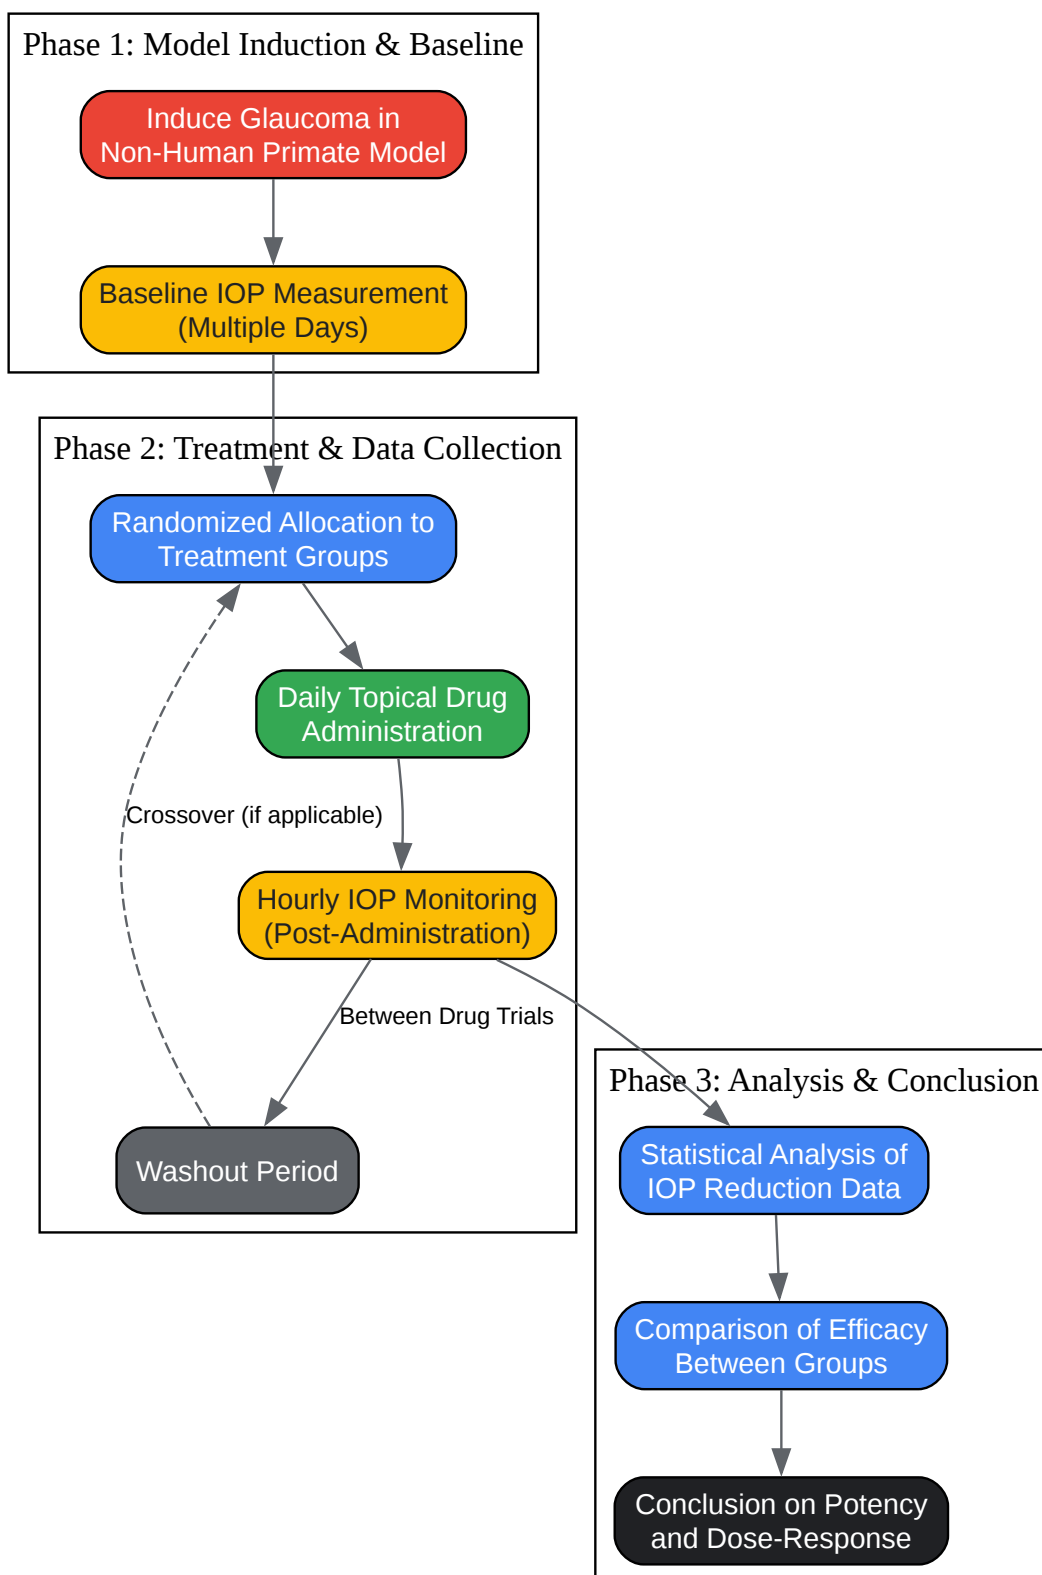 Phase 1: Model Induction & Baseline
Induce Glaucoma in
Non-Human Primate Model
Baseline IOP Measurement
(Multiple Days)
Phase 2: Treatment & Data Collection
Randomized Allocation to
Treatment Groups
Daily Topical Drug
Administration
Crossover (if applicable)
Hourly IOP Monitoring
(Post-Administration)
Between Drug Trials
Washout Period
Phase 3: Analysis & Conclusion
Statistical Analysis of
IOP Reduction Data
Comparison of Efficacy
Between Groups
Conclusion on Potency
and Dose-Response